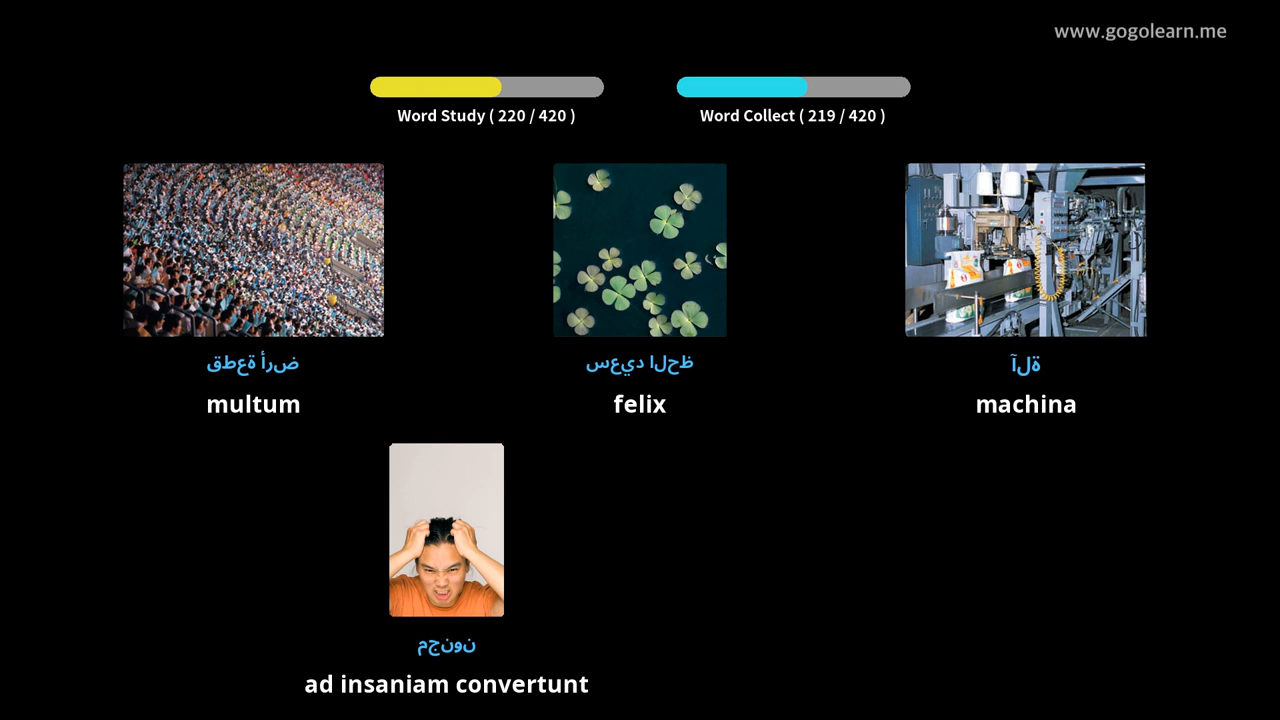 www.gogolearn.me
Word Study ( 220 / 420 )
Word Collect ( 219 / 420 )
قطعة أرض
multum
سعيد الحظ
felix
آلة
machina
مجنون
ad insaniam convertunt